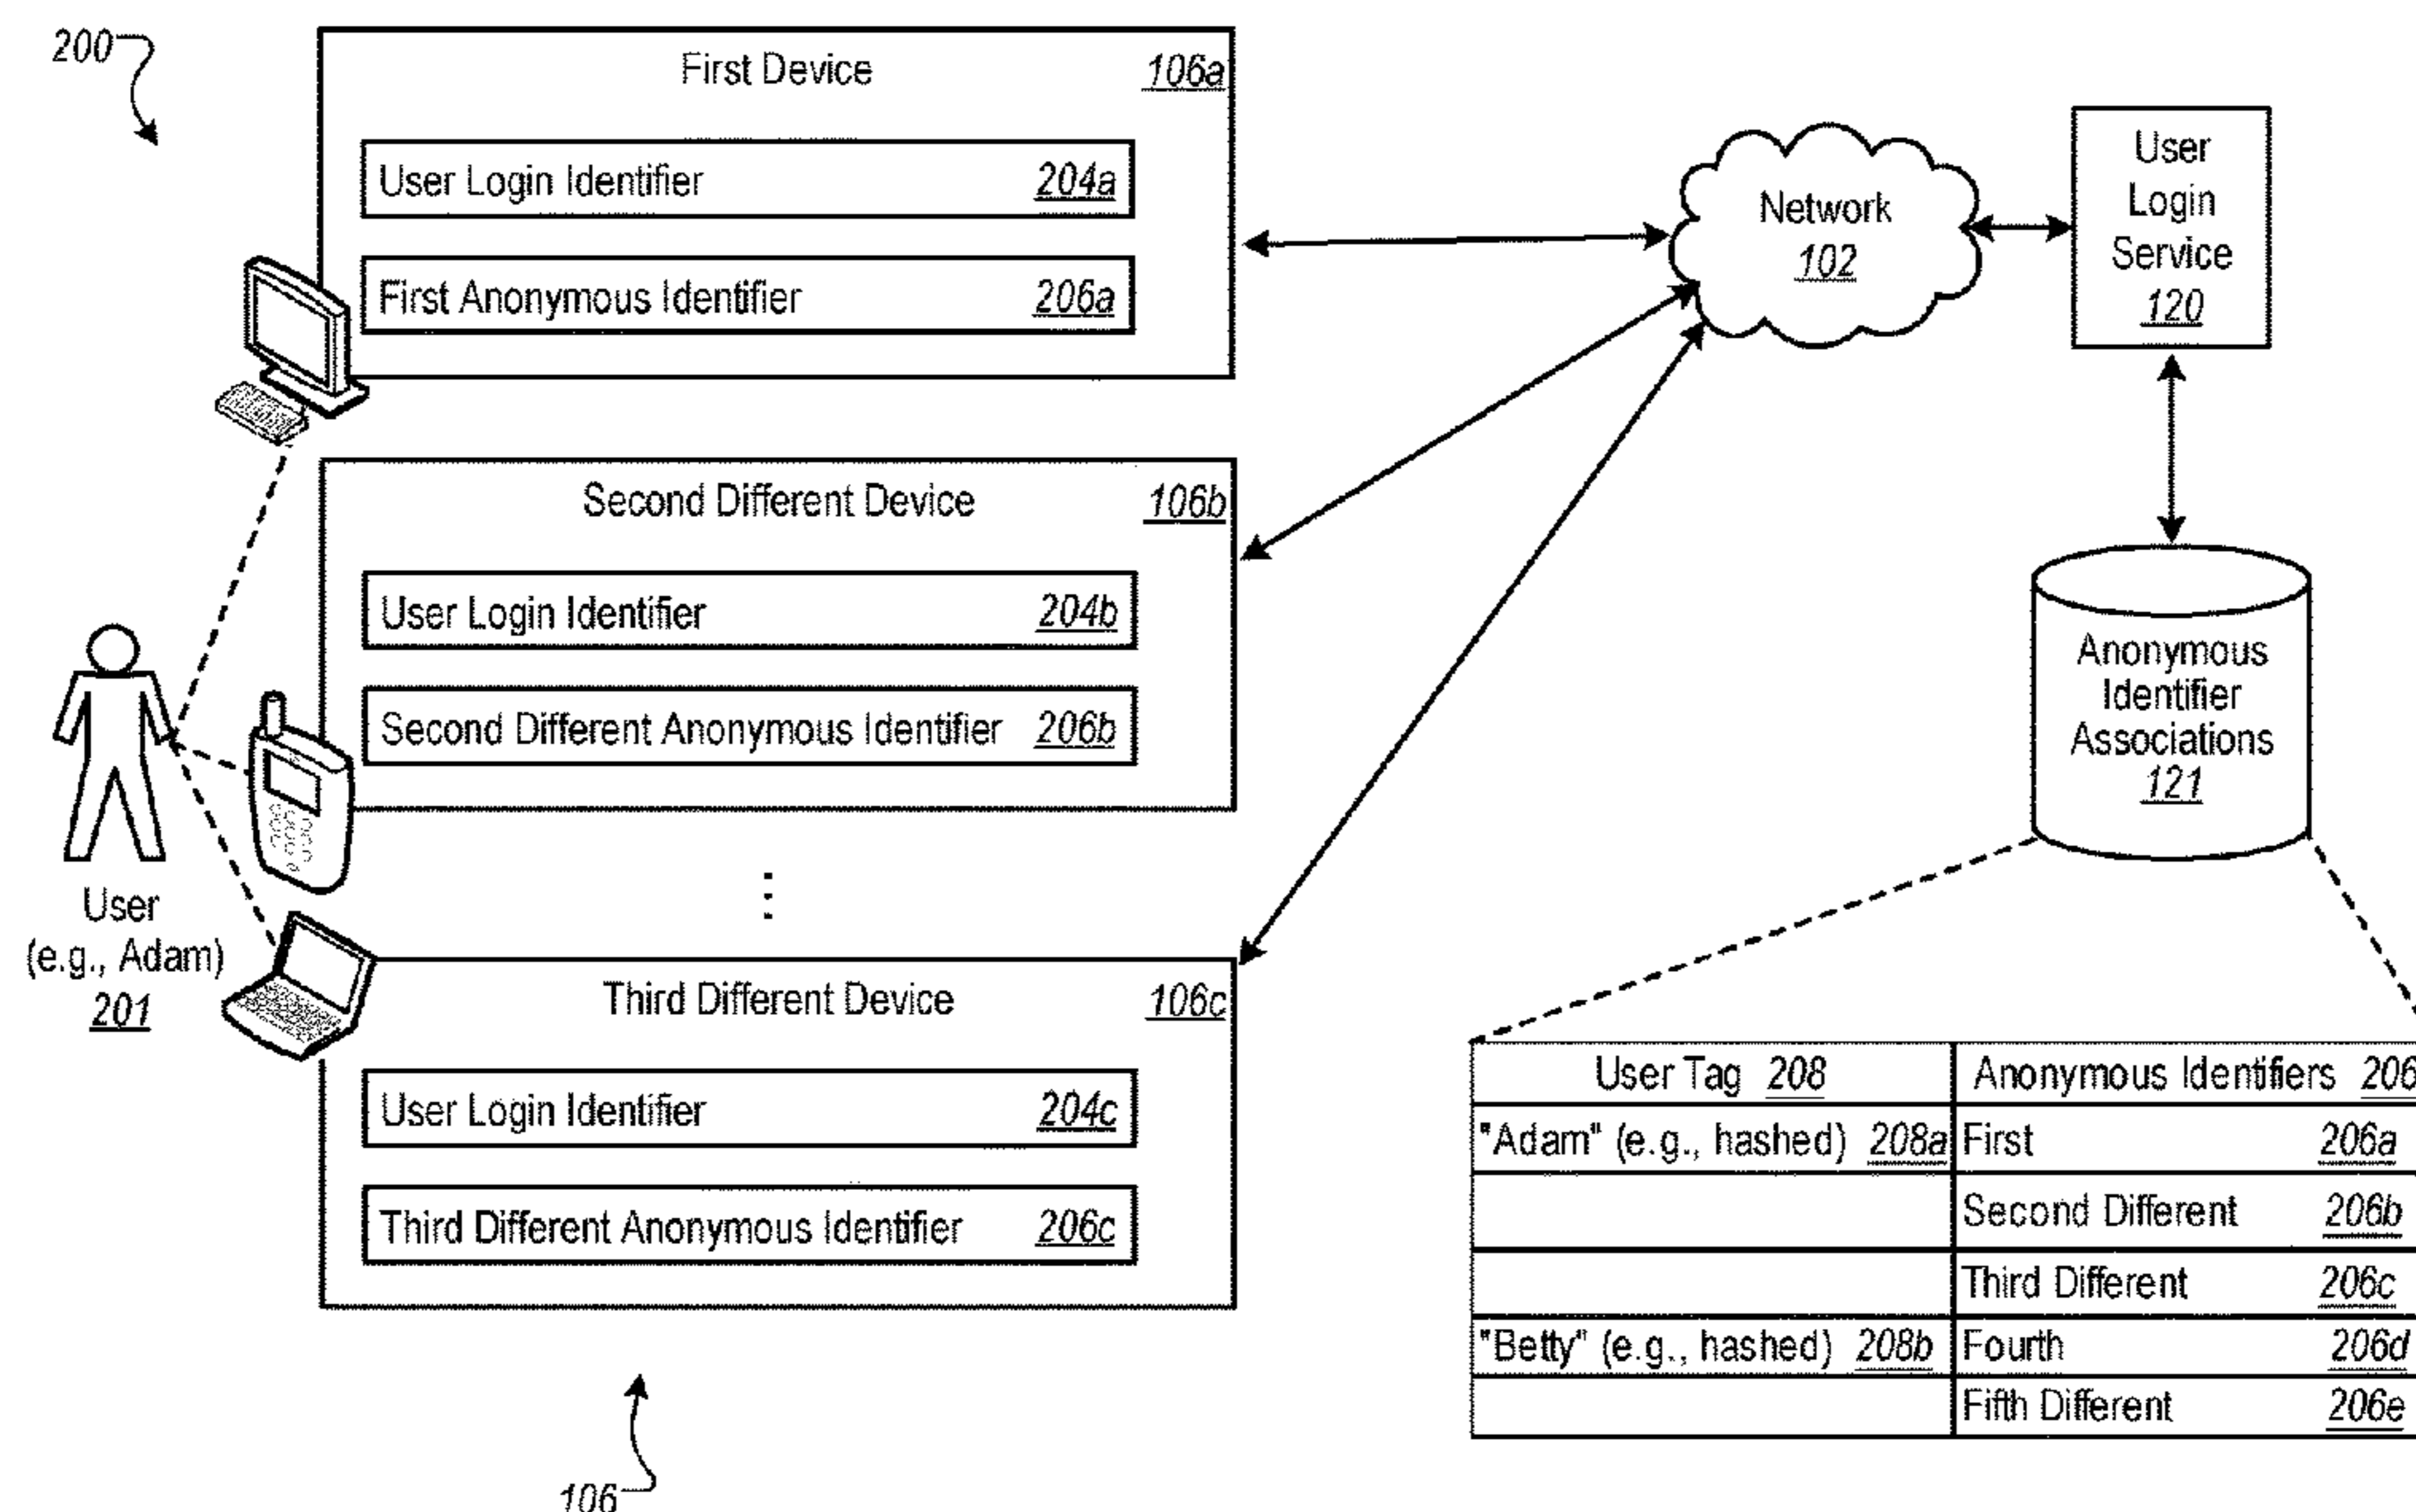 200
First Device 106a
User Login Identifier 204a
First Anonymous Identifier 206a
Second Different Device 106b
User Login Identifier 204b
Second Different Anonymous Identifier 206b
Third Different Device 106c
User Login Identifier 204c
Third Different Anonymous Identifier 206c
106
User
(e.g., Adam)
201
Network
102
User
Login
Service
120
Anonymous
Identifier
Associations
121
User Tag 208 Anonymous Identifiers 206
"Adam" (e.g., hashed) 208a First 206a
Second Different 206b
Third Different 206c
"Betty" (e.g., hashed) 208b Fourth 206d
Fifth Different 206e